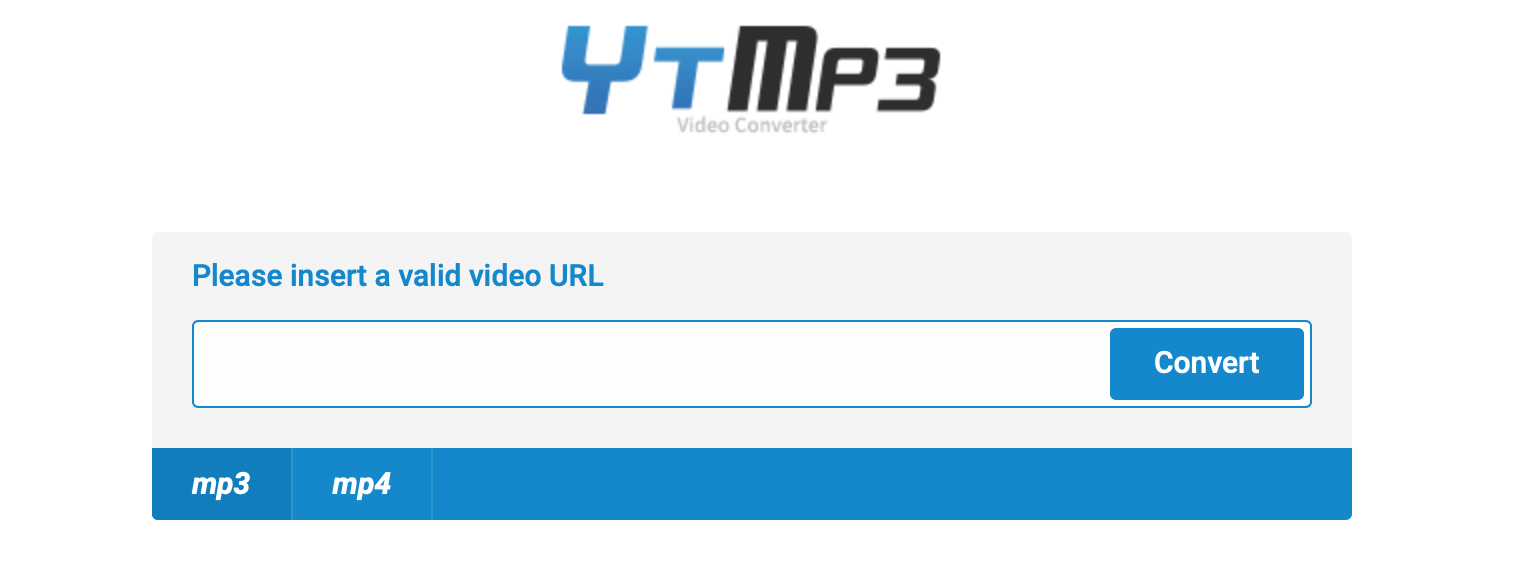 YTMP3
Video Converter
Please insert a valid video URL
Convert
mp3 mp4